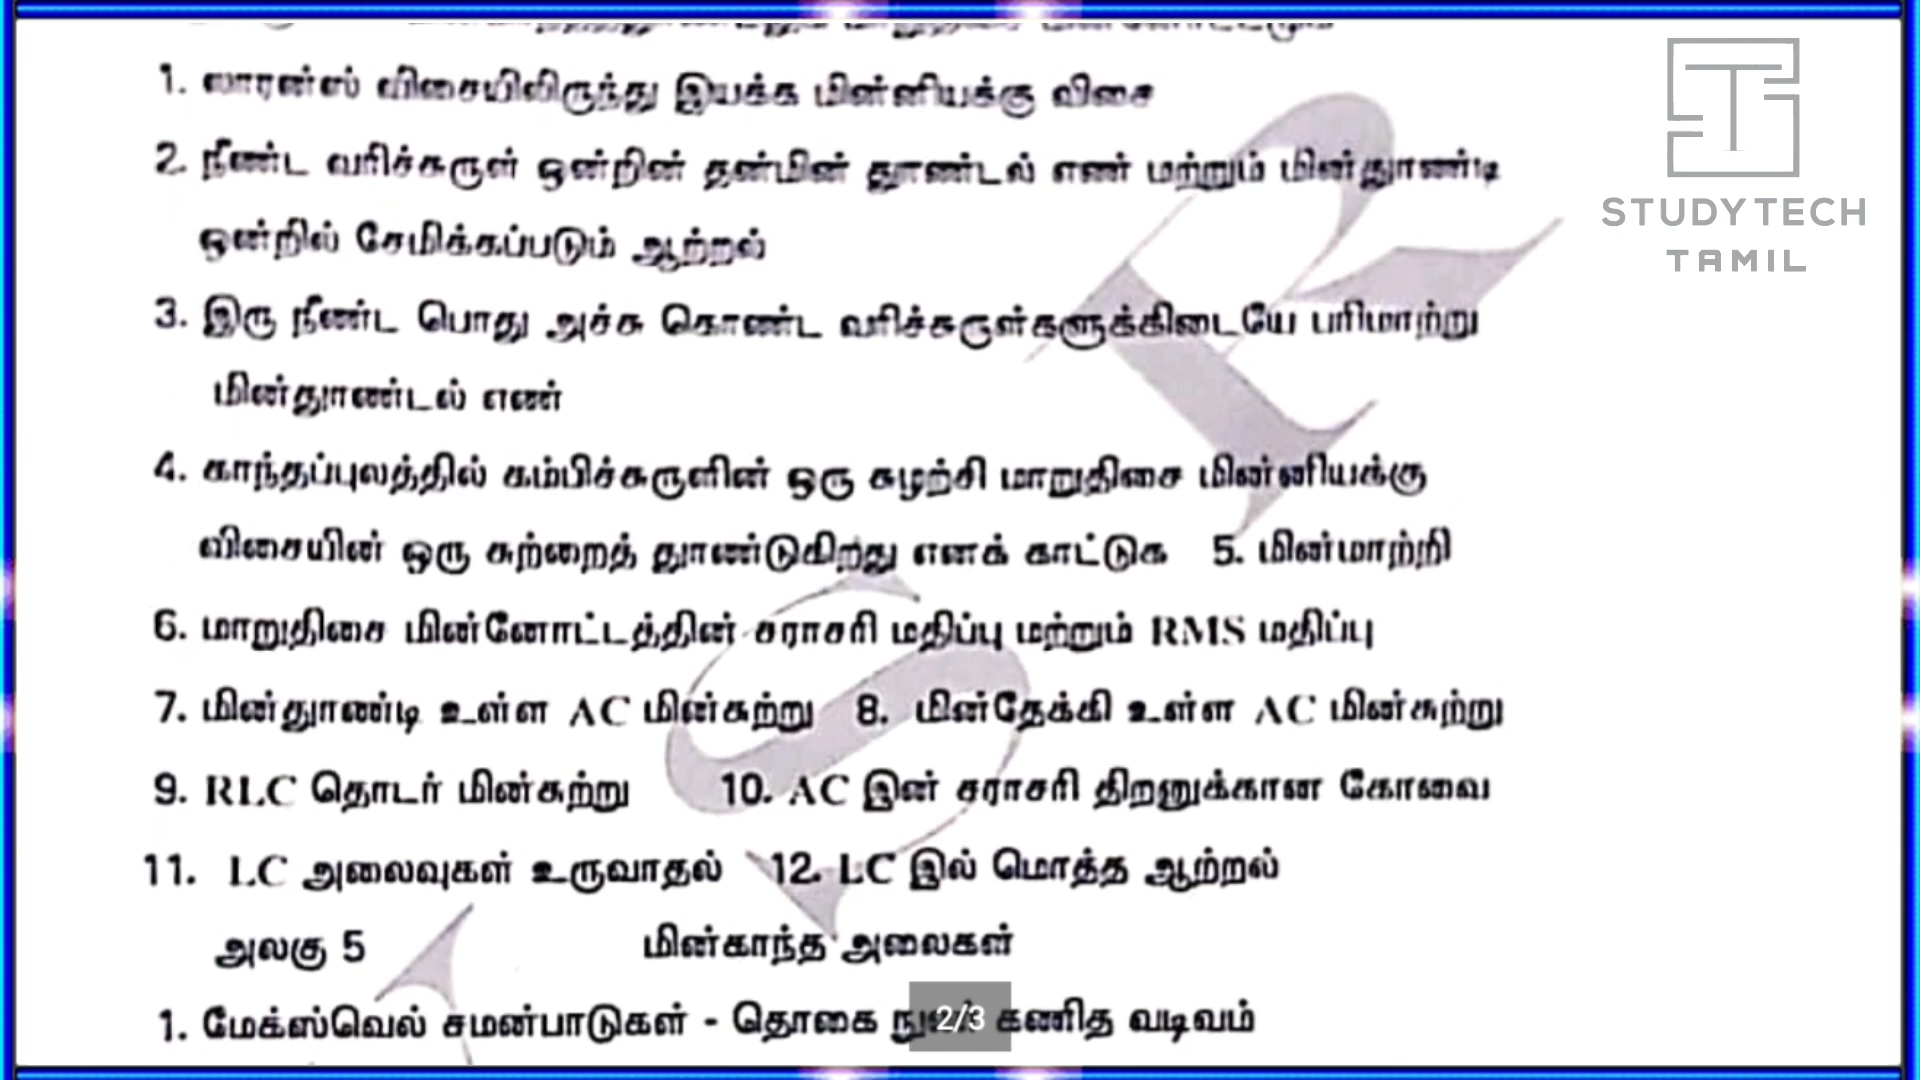 1. லாரன்ஸ் விசையிலிருந்து இயக்க மின்னியக்கு விசை
2. நீண்ட வரிச்சுருள் ஒன்றின் தன்மின் தூண்டல் எண் மற்றும் மின்தூண்டி
ஒன்றில் சேமிக்கப்படும் ஆற்றல்
3. இரு நீண்ட பொது அச்சு கொண்ட வரிச்சுருள்களுக்கிடையே பரிமாற்று
மின்தூண்டல் எண்
4. காந்தப்புலத்தில் கம்பிச்சுருளின் ஒரு சுழற்சி மாறுதிசை மின்னியக்கு
விசையின் ஒரு சுற்றைத் தூண்டுகிறது எனக் காட்டுக 5. மின்மாற்றி
6. மாறுதிசை மின்னோட்டத்தின் சராசரி மதிப்பு மற்றும் RMS மதிப்பு
7. மின்தூண்டி உள்ள AC மின்சுற்று 8. மின்தேக்கி உள்ள AC மின்சுற்று
9. RLC தொடர் மின்சுற்று 10. AC இன் சராசரி திறனுக்கான கோவை
11. LC அலைவுகள் உருவாதல் 12. LC இல் மொத்த ஆற்றல்
அலகு 5 மின்காந்த அலைகள்
1. மேக்ஸ்வெல் சமன்பாடுகள் - தொகை கணித வடிவம்
2/3
STUDYTECH
TAMIL